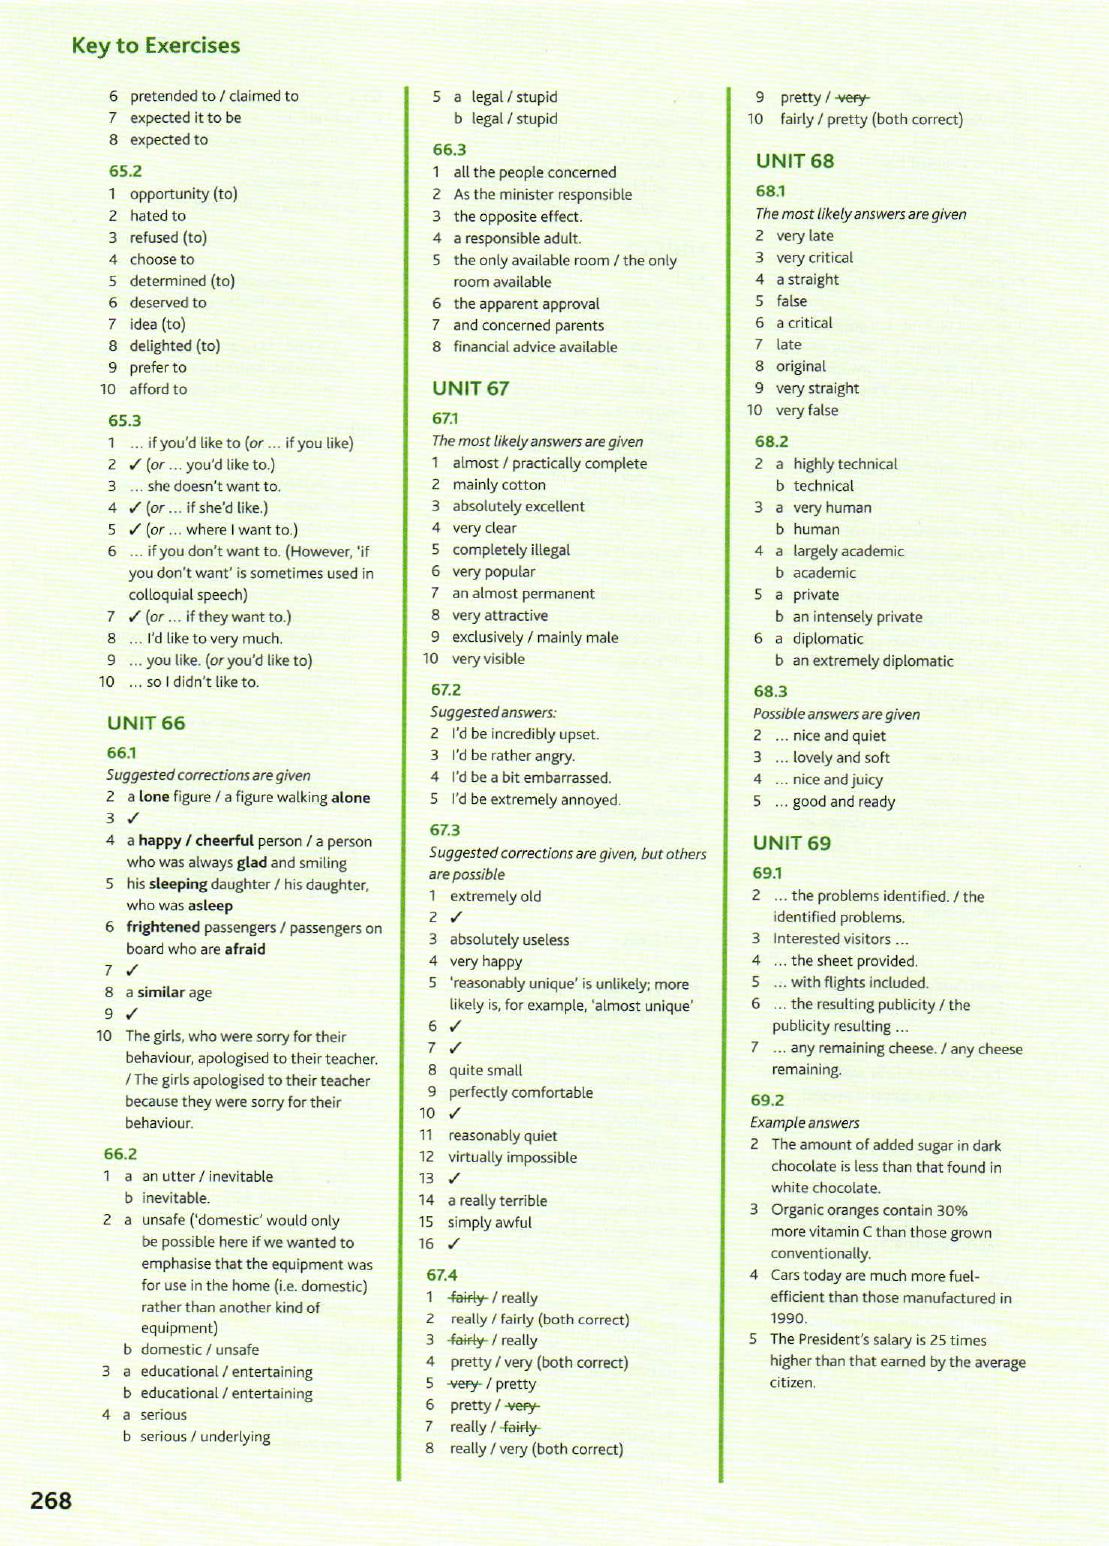 Key to Exercises
6 pretended to / claimed to
7 expected it to be
8 expected to
65.2
1 opportunity (to)
2 hated to
3 refused (to)
4 choose to
5 determined (to)
6 deserved to
7 idea (to)
8 delighted (to)
9 prefer to
10 afford to
65.3
1 ... if you'd like to (or ... if you like)
2 ✓ (or ... you'd like to.)
3 ... she doesn't want to.
4 ✓ (or ... if she'd like.)
5 ✓ (or ... where I want to.)
6 ... if you don't want to. (However, 'if
you don't want' is sometimes used in
colloquial speech)
7 ✓ (or ... if they want to.)
8 ... I'd like to very much.
9 ... you like. (or you'd like to)
10 ... so I didn't like to.
UNIT 66
66.1
Suggested corrections are given
2 a lone figure / a figure walking alone
3 ✓
4 a happy / cheerful person / a person
who was always glad and smiling
5 his sleeping daughter / his daughter,
who was asleep
6 frightened passengers / passengers on
board who are afraid
7 ✓
8 a similar age
9 ✓
10 The girls, who were sorry for their
behaviour, apologised to their teacher.
/ The girls apologised to their teacher
because they were sorry for their
behaviour.
66.2
1 a an utter / inevitable
b inevitable.
2 a unsafe ('domestic' would only
be possible here if we wanted to
emphasise that the equipment was
for use in the home (i.e. domestic)
rather than another kind of
equipment)
b domestic / unsafe
3 a educational / entertaining
b educational / entertaining
4 a serious
b serious / underlying
5 a legal / stupid
b legal / stupid
66.3
1 all the people concerned
2 As the minister responsible
3 the opposite effect.
4 a responsible adult.
5 the only available room / the only
room available
6 the apparent approval
7 and concerned parents
8 financial advice available
UNIT 67
67.1
The most likely answers are given
1 almost / practically complete
2 mainly cotton
3 absolutely excellent
4 very clear
5 completely illegal
6 very popular
7 an almost permanent
8 very attractive
9 exclusively / mainly male
10 very visible
67.2
Suggested answers:
2 I'd be incredibly upset.
3 I'd be rather angry.
4 I'd be a bit embarrassed.
5 I'd be extremely annoyed.
67.3
Suggested corrections are given, but others
are possible
1 extremely old
2 ✓
3 absolutely useless
4 very happy
5 'reasonably unique' is unlikely; more
likely is, for example, 'almost unique'
6 ✓
7 ✓
8 quite small
9 perfectly comfortable
10 ✓
11 reasonably quiet
12 virtually impossible
13 ✓
14 a really terrible
15 simply awful
16 ✓
67.4
1 fairly / really
2 really / fairly (both correct)
3 fairly / really
4 pretty / very (both correct)
5 very / pretty
6 pretty / very
7 really / fairly
8 really / very (both correct)
9 pretty / very
10 fairly / pretty (both correct)
UNIT 68
68.1
The most likely answers are given
2 very late
3 very critical
4 a straight
5 false
6 a critical
7 late
8 original
9 very straight
10 very false
68.2
2 a highly technical
b technical
3 a very human
b human
4 a largely academic
b academic
5 a private
b an intensely private
6 a diplomatic
b an extremely diplomatic
68.3
Possible answers are given
2 ... nice and quiet
3 ... lovely and soft
4 ... nice and juicy
5 ... good and ready
UNIT 69
69.1
2 ... the problems identified. / the
identified problems.
3 Interested visitors ...
4 ... the sheet provided.
5 ... with flights included.
6 ... the resulting publicity / the
publicity resulting ...
7 ... any remaining cheese. / any cheese
remaining.
69.2
Example answers
2 The amount of added sugar in dark
chocolate is less than that found in
white chocolate.
3 Organic oranges contain 30%
more vitamin C than those grown
conventionally.
4 Cars today are much more fuel-
efficient than those manufactured in
1990.
5 The President's salary is 25 times
higher than that earned by the average
citizen.
268